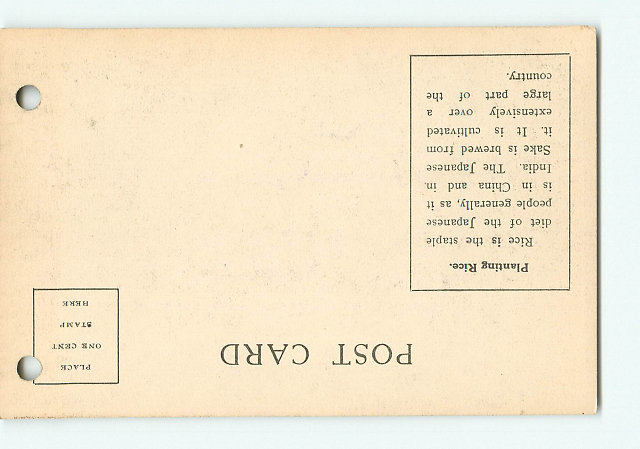 POST CARD
Planting Rice.
Rice is the staple
diet of the Japanese
people generally, as it
is in China and in
India. The Japanese
Sake is brewed from
it. It is cultivated
extensively over a
large part of the
country.
PLACE
ONE CENT
STAMP
HERE